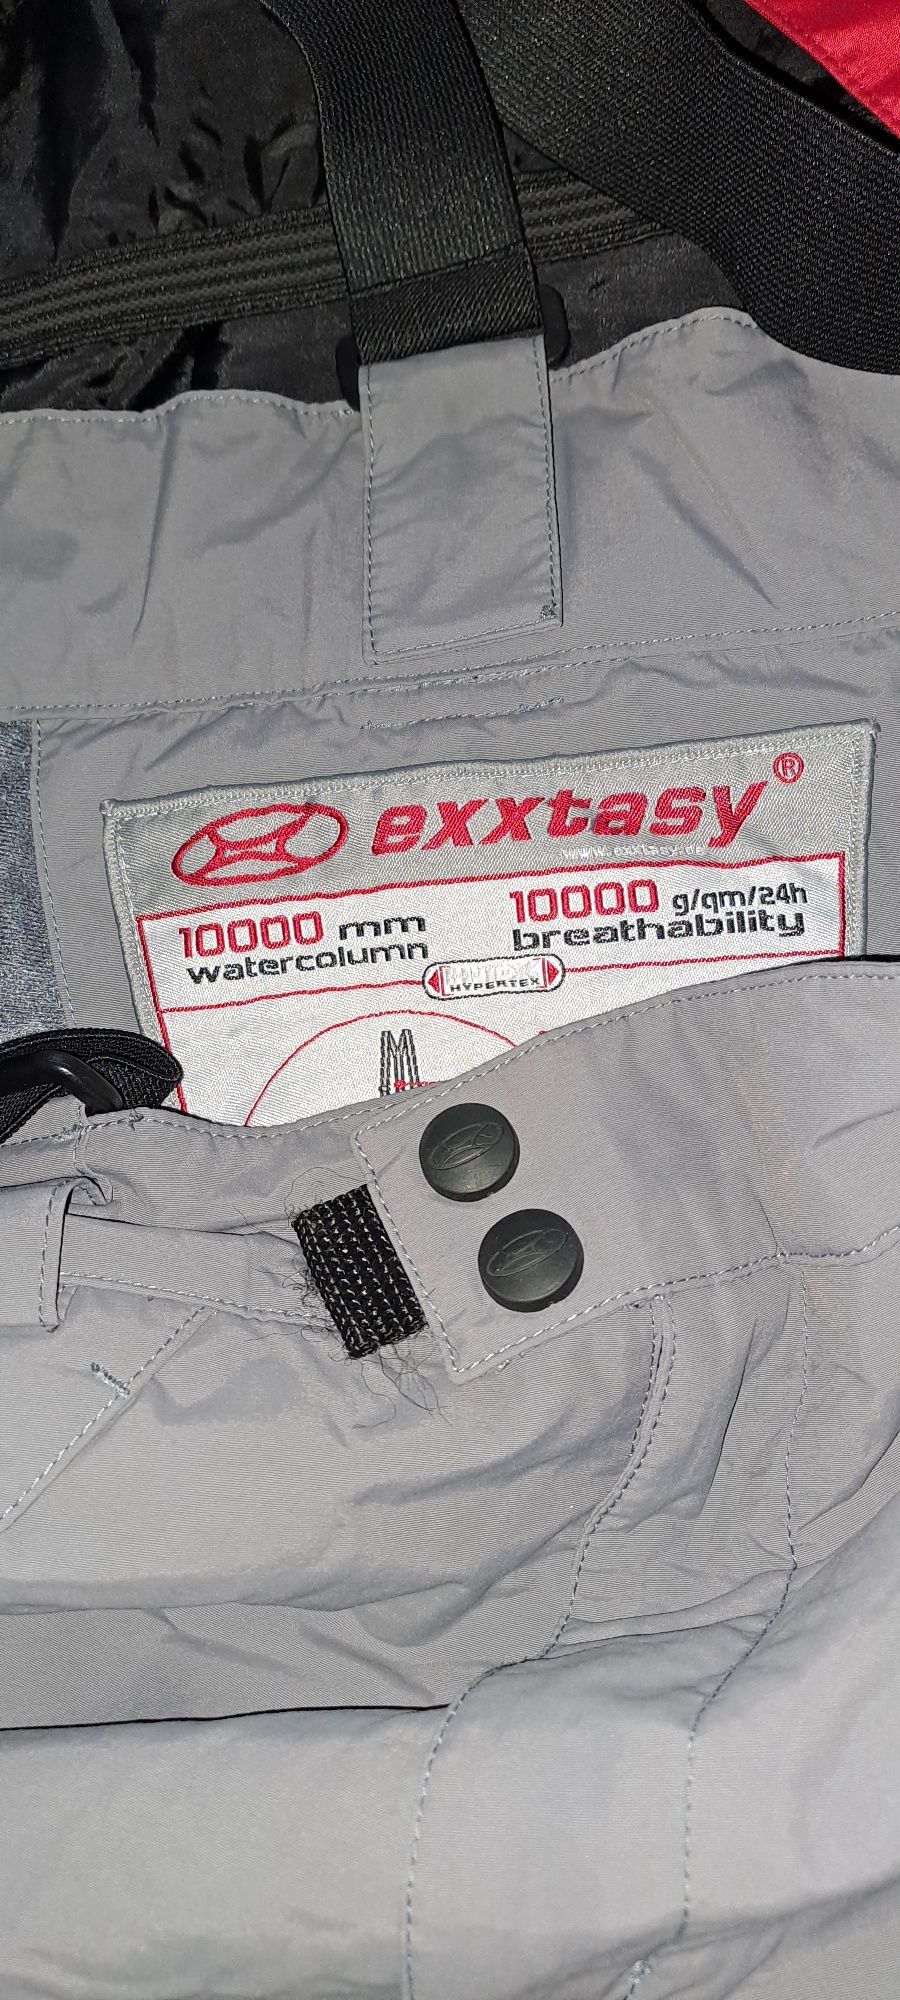 exxtasy®
www.exxtasy.de
10000 mm
watercolumn
10000 g/qm/24h
breathability
HYPERTEX